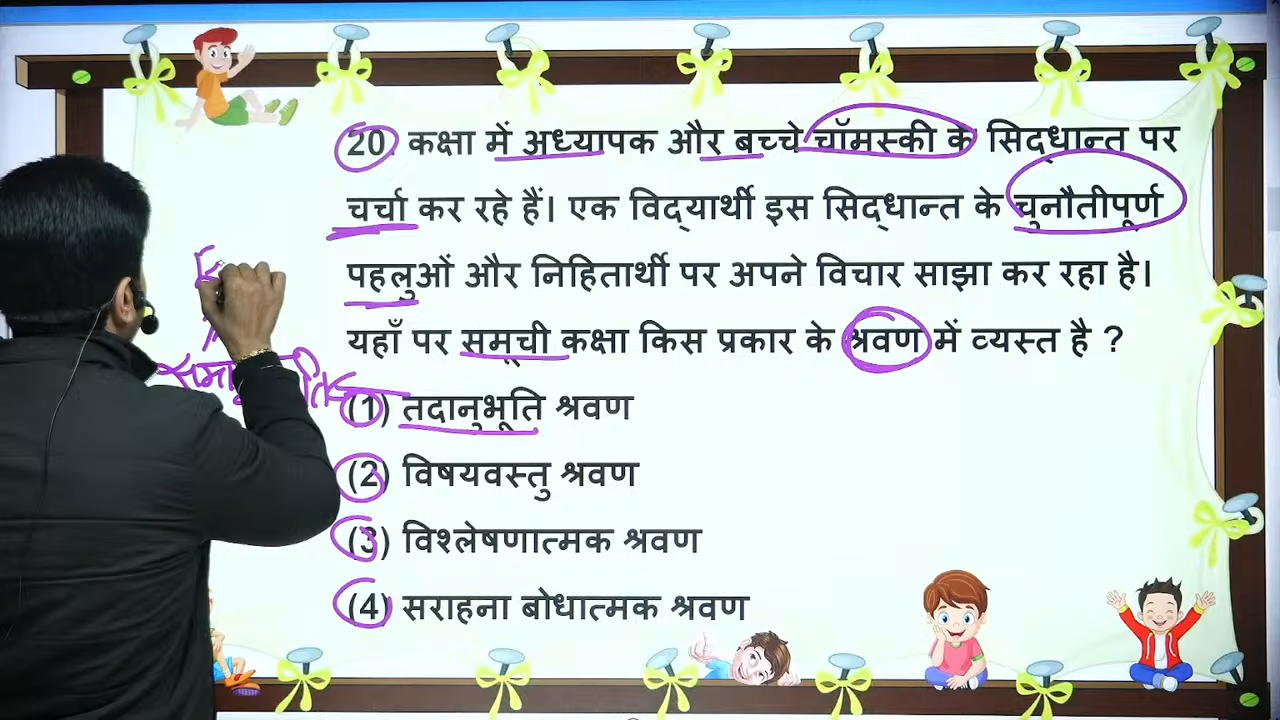 20. कक्षा में अध्यापक और बच्चे चॉमस्की के सिद्धान्त पर
चर्चा कर रहे हैं। एक विद्यार्थी इस सिद्धान्त के चुनौतीपूर्ण
पहलुओं और निहितार्थी पर अपने विचार साझा कर रहा है।
यहाँ पर समूची कक्षा किस प्रकार के श्रवण में व्यस्त है ?
(1) तदानुभूति श्रवण
(2) विषयवस्तु श्रवण
(3) विश्लेषणात्मक श्रवण
(4) सराहना बोधात्मक श्रवण